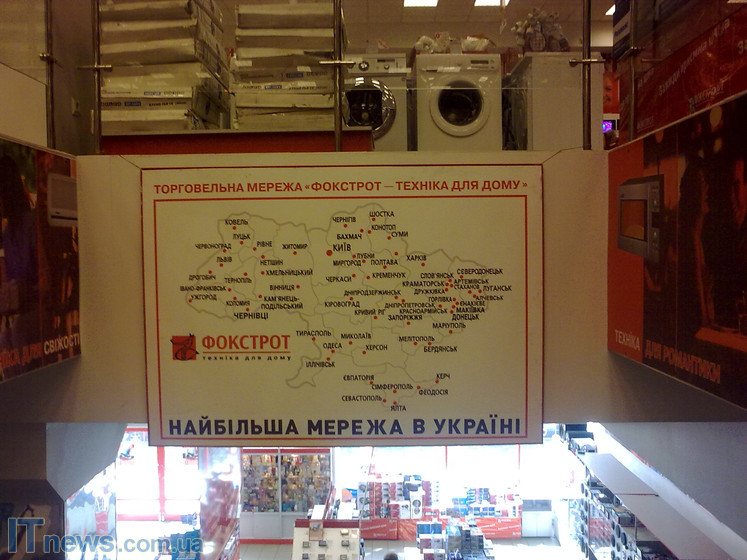 ТОРГОВЕЛЬНА МЕРЕЖА «ФОКСТРОТ — ТЕХНІКА ДЛЯ ДОМУ»
ШОСТКА
ЧЕРНІГІВ
КОВЕЛЬ
КОНОТОП
ЛУЦЬК
БАХМАЧ
СУМИ
ЧЕРВОНОГРАД
РІВНЕ
ЖИТОМИР
КИЇВ
ЛУБНИ
ЛЬВІВ
НЕТІШИН
МИРГОРОД
ПОЛТАВА
ХАРКІВ
ДРОГОБИЧ
ТЕРНОПІЛЬ
ХМЕЛЬНИЦЬКИЙ
ЧЕРКАСИ
КРЕМЕНЧУК
СЛОВ'ЯНСЬК
СЄВЕРОДОНЕЦЬК
ІВАНО-ФРАНКІВСЬК
ВІННИЦЯ
КРАМАТОРСЬК
АРТЕМІВСЬК
СТАХАНОВ
ДРУЖКІВКА
ЛУГАНСЬК
УЖГОРОД
КОЛОМИЯ
КАМ'ЯНЕЦЬ-
ПОДІЛЬСЬКИЙ
ДНІПРОДЗЕРЖИНСЬК
АЛЧЕВСЬК
КІРОВОГРАД
ДНІПРОПЕТРОВСЬК
ГОРЛІВКА
ЄНАКІЄВЕ
ЧЕРНІВЦІ
КРИВИЙ РІГ
КРАСНОАРМІЙСЬК
МАКІЇВКА
ДОНЕЦЬК
ЗАПОРІЖЖЯ
МАРІУПОЛЬ
ТИРАСПОЛЬ
МИКОЛАЇВ
МЕЛІТОПОЛЬ
ОДЕСА
ХЕРСОН
БЕРДЯНСЬК
ІЛЛІЧІВСЬК
ФОКСТРОТ
техніка для дому
ЄВПАТОРІЯ
КЕРЧ
СІМФЕРОПОЛЬ
ФЕОДОСІЯ
СЕВАСТОПОЛЬ
ЯЛТА
НАЙБІЛЬША МЕРЕЖА В УКРАЇНІ
ДЛЯ СВІЖОСТІ
ТЕХНІКА ДЛЯ РОМАНТИКИ
ITnews.com.ua